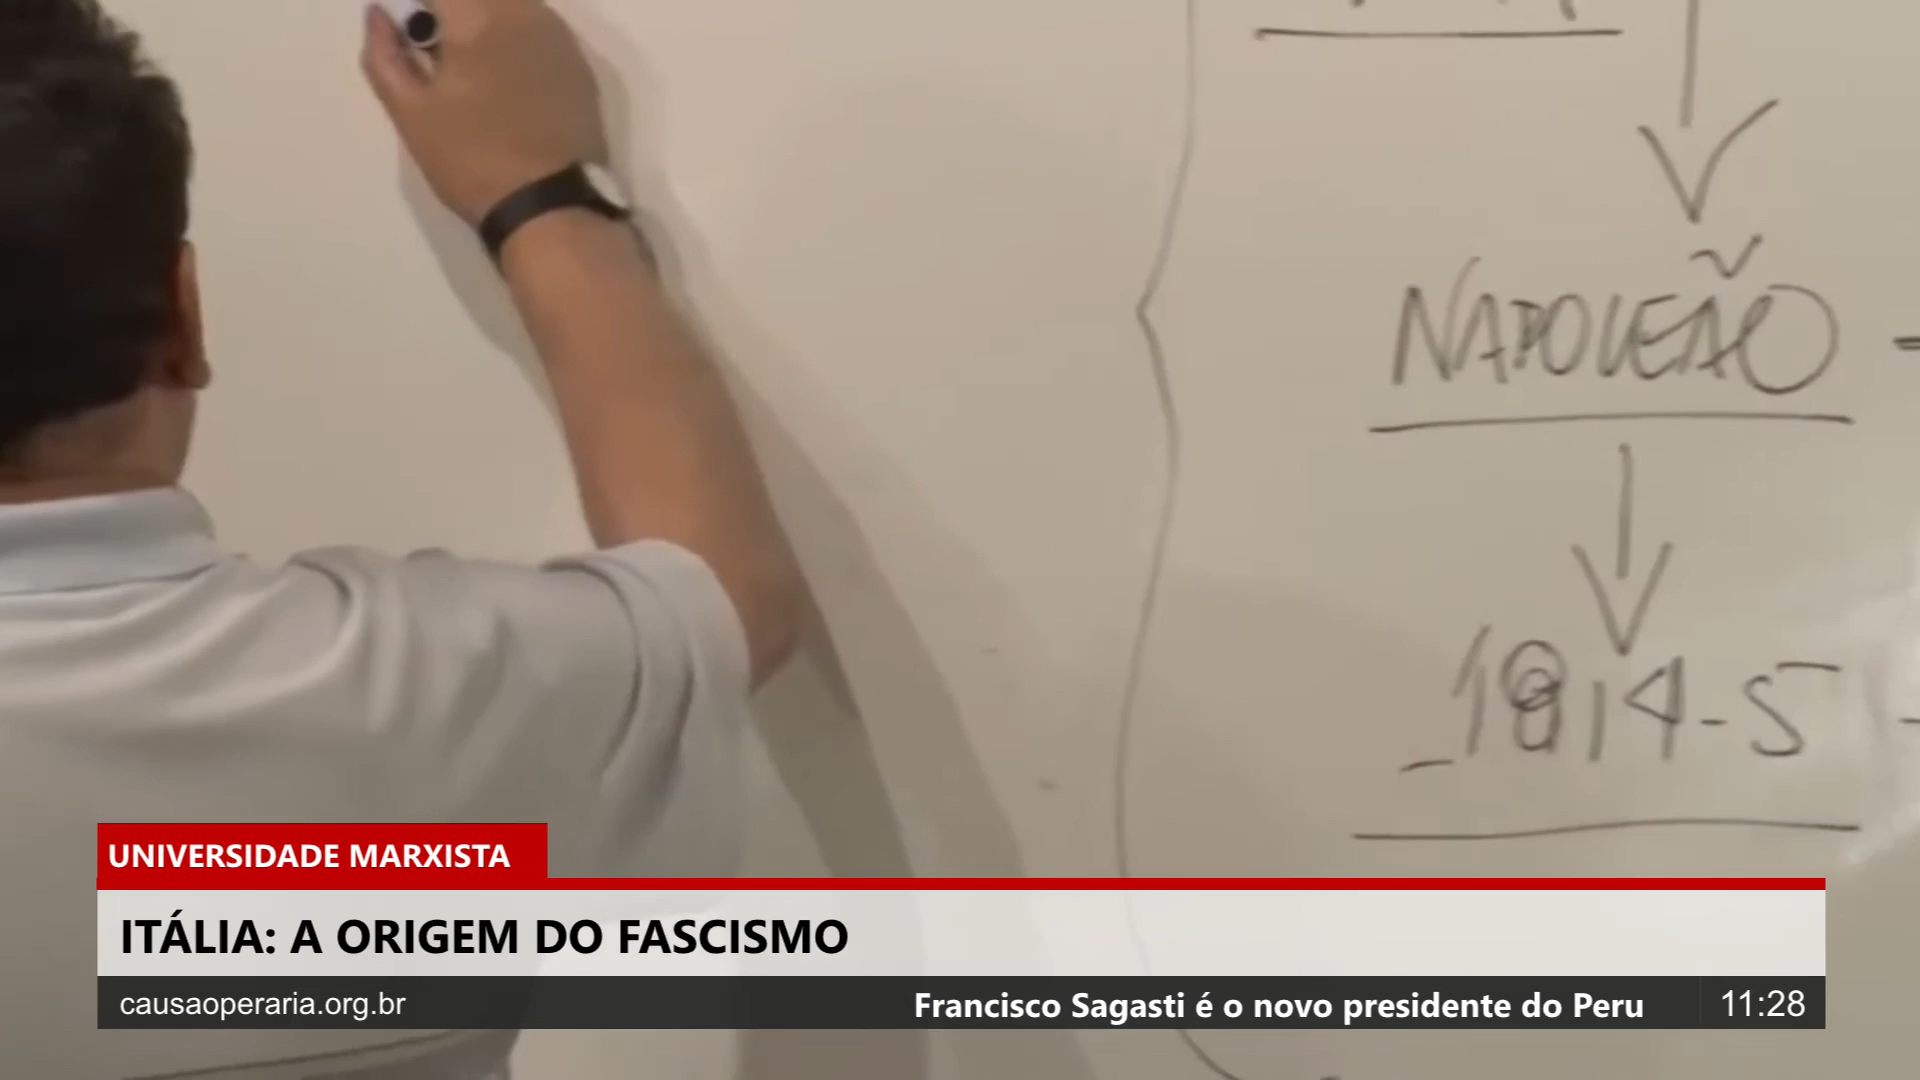 NAPOLEÃO -
_1814-5 -
UNIVERSIDADE MARXISTA
ITÁLIA: A ORIGEM DO FASCISMO
causaoperaria.org.br
Francisco Sagasti é o novo presidente do Peru
11:28